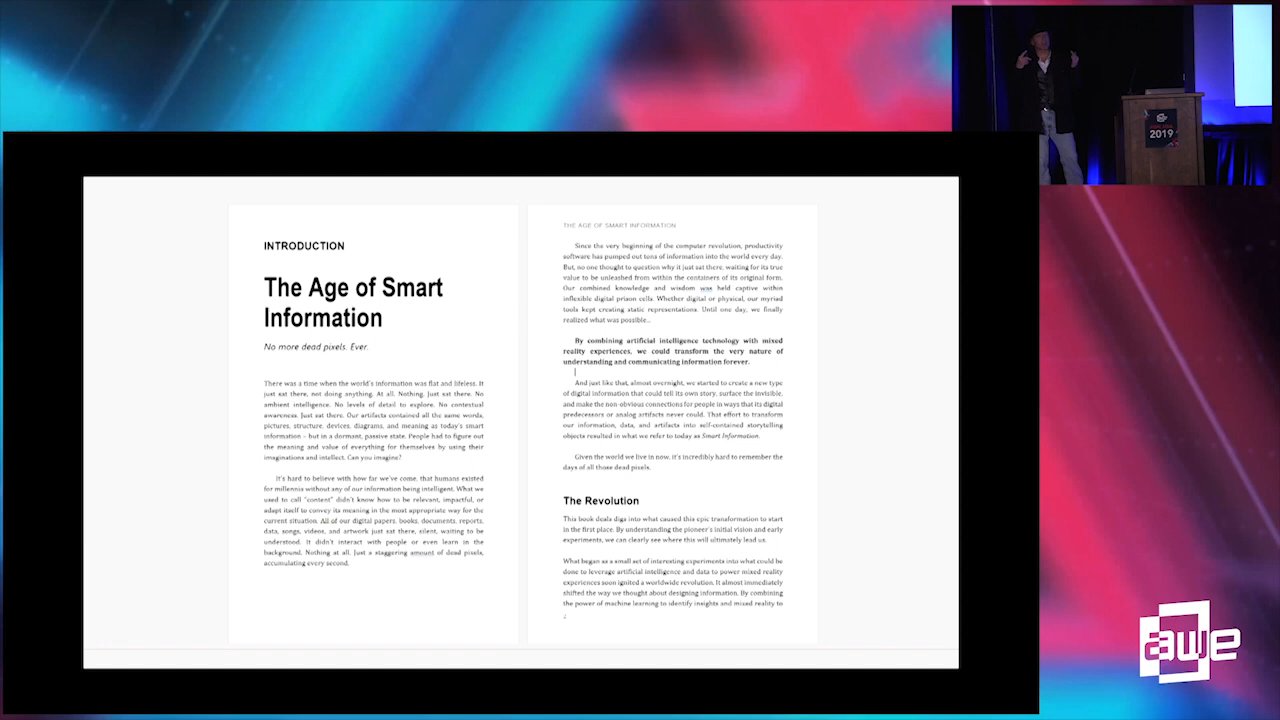 INTRODUCTION
The Age of Smart
Information
No more dead pixels. Ever.
There was a time when the world's information was flat and lifeless. It
just sat there, not doing anything. At all. Nothing. Just sat there. No
ambient intelligence. No levels of detail to explore. No contextual
awareness. Just sat there. Our artifacts contained all the same words,
pictures, structure, devices, diagrams, and meaning as today's smart
information – but in a dormant, passive state. People had to figure out
the meaning and value of everything for themselves by using their
imaginations and intellect. Can you imagine?
It's hard to believe with how far we've come, that humans existed
for millennia without any of our information being intelligent. What we
used to call "content" didn't know how to be relevant, impactful, or
adapt itself to convey its meaning in the most appropriate way for the
current situation. All of our digital papers, books, documents, reports,
data, songs, videos, and artwork just sat there, silent, waiting to be
understood. It didn't interact with people or even learn in the
background. Nothing at all. Just a staggering amount of dead pixels,
accumulating every second.
THE AGE OF SMART INFORMATION
Since the very beginning of the computer revolution, productivity
software has pumped out tons of information into the world every day.
But, no one thought to question why it just sat there, waiting for its true
value to be unleashed from within the containers of its original form.
Our combined knowledge and wisdom was held captive within
inflexible digital prison cells. Whether digital or physical, our myriad
tools kept creating static representations. Until one day, we finally
realized what was possible...
By combining artificial intelligence technology with mixed
reality experiences, we could transform the very nature of
understanding and communicating information forever.
And just like that, almost overnight, we started to create a new type
of digital information that could tell its own story, surface the invisible,
and make the non-obvious connections for people in ways that its digital
predecessors or analog artifacts never could. That effort to transform
our information, data, and artifacts into self-contained storytelling
objects resulted in what we refer to today as Smart Information.
Given the world we live in now, it's incredibly hard to remember the
days of all those dead pixels.
The Revolution
This book deals digs into what caused this epic transformation to start
in the first place. By understanding the pioneer's initial vision and early
experiments, we can clearly see where this will ultimately lead us.
What began as a small set of interesting experiments into what could be
done to leverage artificial intelligence and data to power mixed reality
experiences soon ignited a worldwide revolution. It almost immediately
shifted the way we thought about designing information. By combining
the power of machine learning to identify insights and mixed reality to
2019
awe